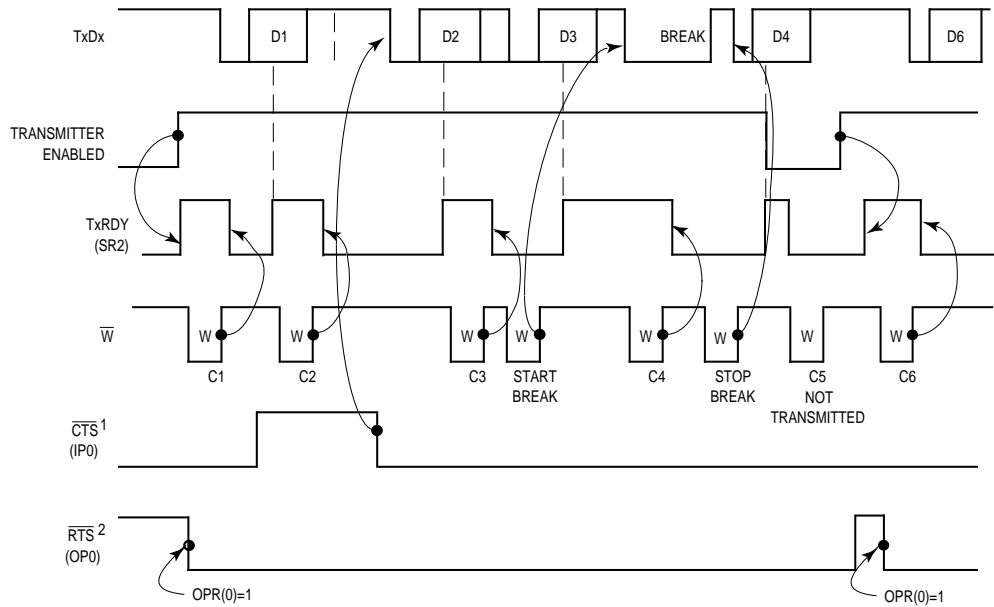 TxDx
D1
D2
D3
BREAK
D4
D6
TRANSMITTER
ENABLED
TxRDY
(SR2)
W
W
W
W
W
W
W
W
W
C1
C2
C3
START
BREAK
C4
STOP
BREAK
C5
NOT
TRANSMITTED
C6
CTS 1
(IP0)
RTS 2
(OP0)
OPR(0)=1
OPR(0)=1